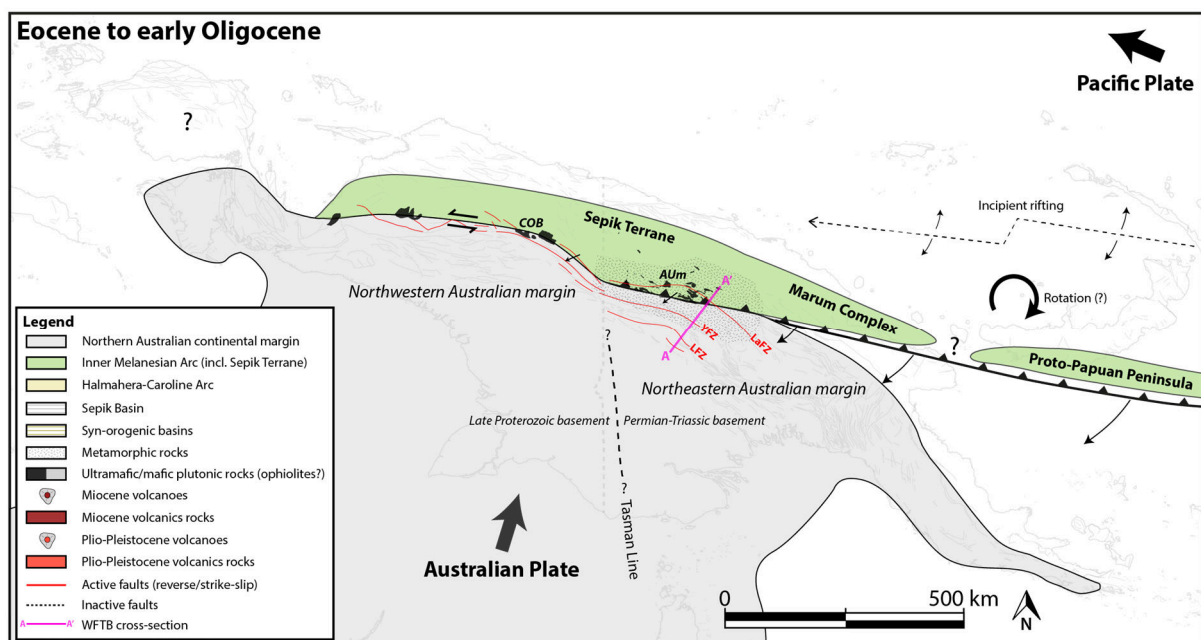 Eocene to early Oligocene
Pacific Plate
?
Incipient rifting
Sepik Terrane
COB
AUm
A'
Northwestern Australian margin
Marum Complex
Rotation (?)
?
Proto-Papuan Peninsula
YFZ
LaFZ
LFZ
A
?
Northeastern Australian margin
Late Proterozoic basement
Permian-Triassic basement
? Tasman Line
Australian Plate
0
500 km
N
Legend
Northern Australian continental margin
Inner Melanesian Arc (incl. Sepik Terrane)
Halmahera-Caroline Arc
Sepik Basin
Syn-orogenic basins
Metamorphic rocks
Ultramafic/mafic plutonic rocks (ophiolites?)
Miocene volcanoes
Miocene volcanics rocks
Plio-Pleistocene volcanoes
Plio-Pleistocene volcanics rocks
Active faults (reverse/strike-slip)
Inactive faults
A A' WFTB cross-section